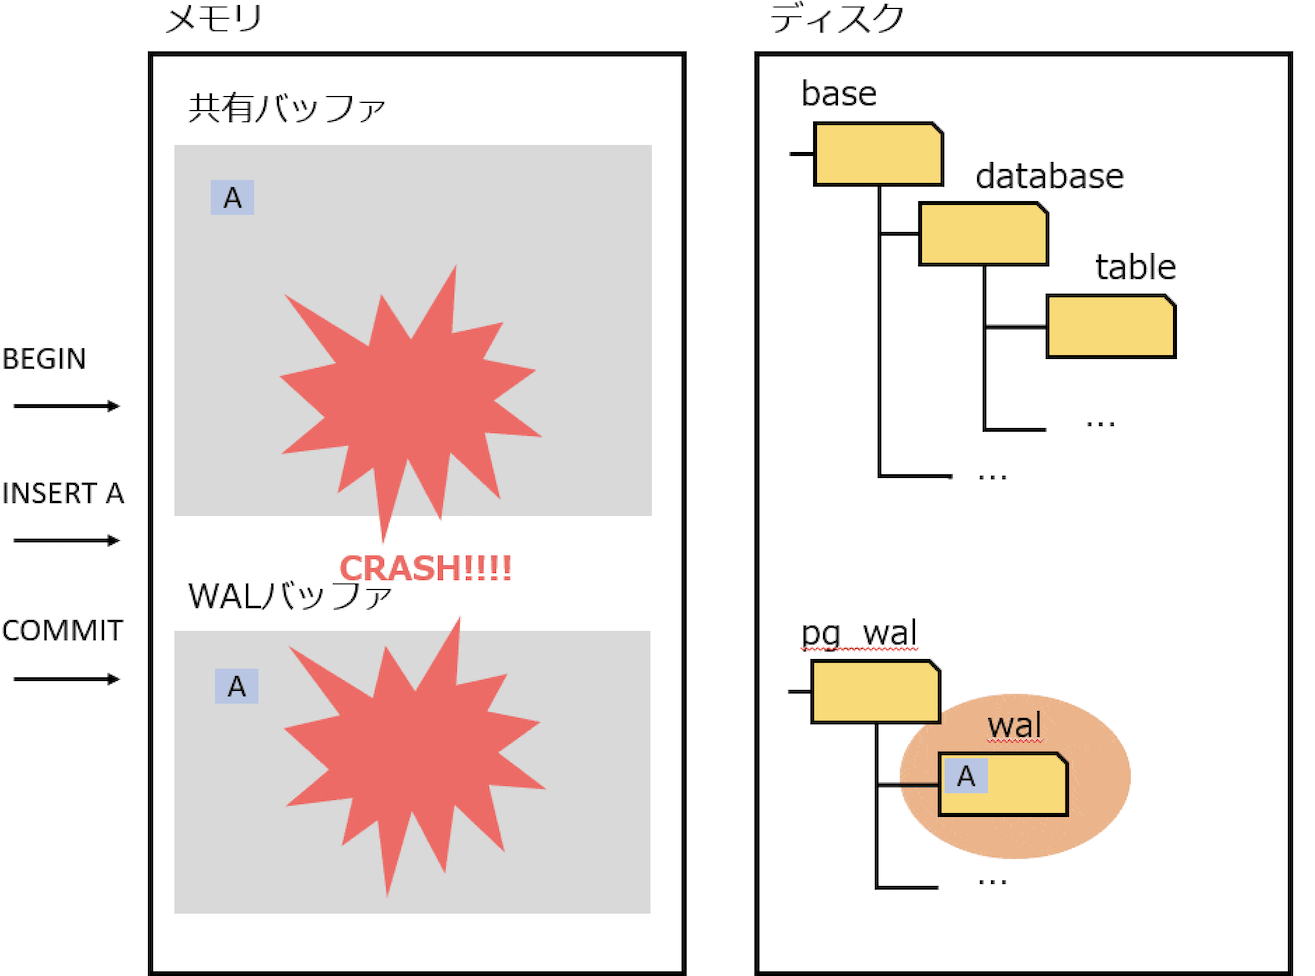 メモリ
共有バッファ
A
BEGIN
INSERT A
COMMIT
CRASH!!!!
WALバッファ
A
ディスク
base
database
table
...
...
pg_wal
wal
A
...